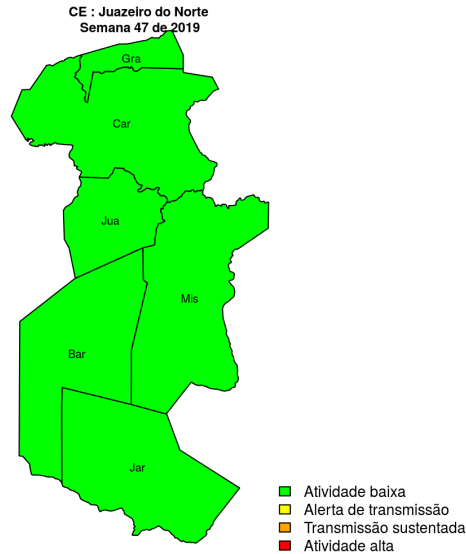 CE : Juazeiro do Norte
Semana 47 de 2019
Gra
Car
Jua
Mis
Bar
Jar
Atividade baixa
Alerta de transmissão
Transmissão sustentada
Atividade alta